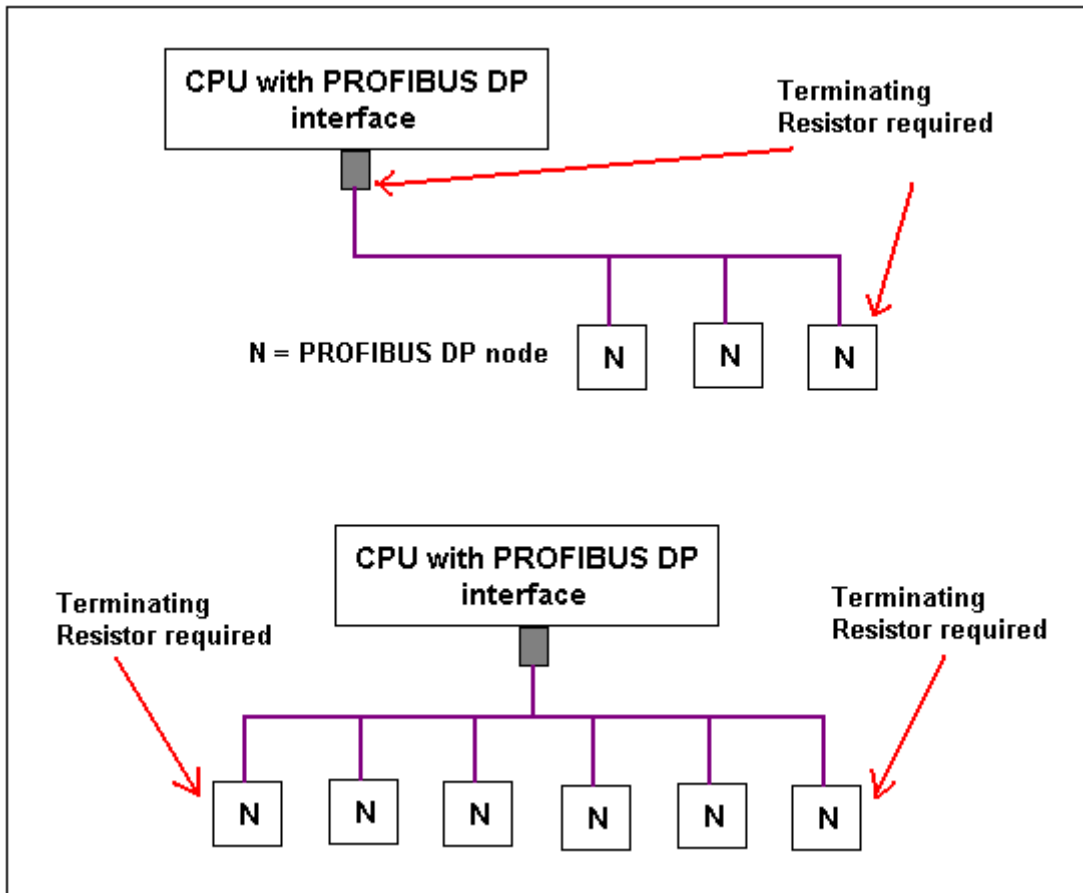 CPU with PROFIBUS DP
interface
Terminating
Resistor required
N = PROFIBUS DP node
N
N
N
CPU with PROFIBUS DP
interface
Terminating
Resistor required
Terminating
Resistor required
N
N
N
N
N
N